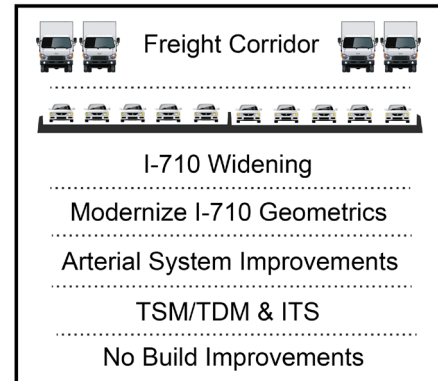 Freight Corridor
I-710 Widening
Modernize I-710 Geometrics
Arterial System Improvements
TSM/TDM & ITS
No Build Improvements